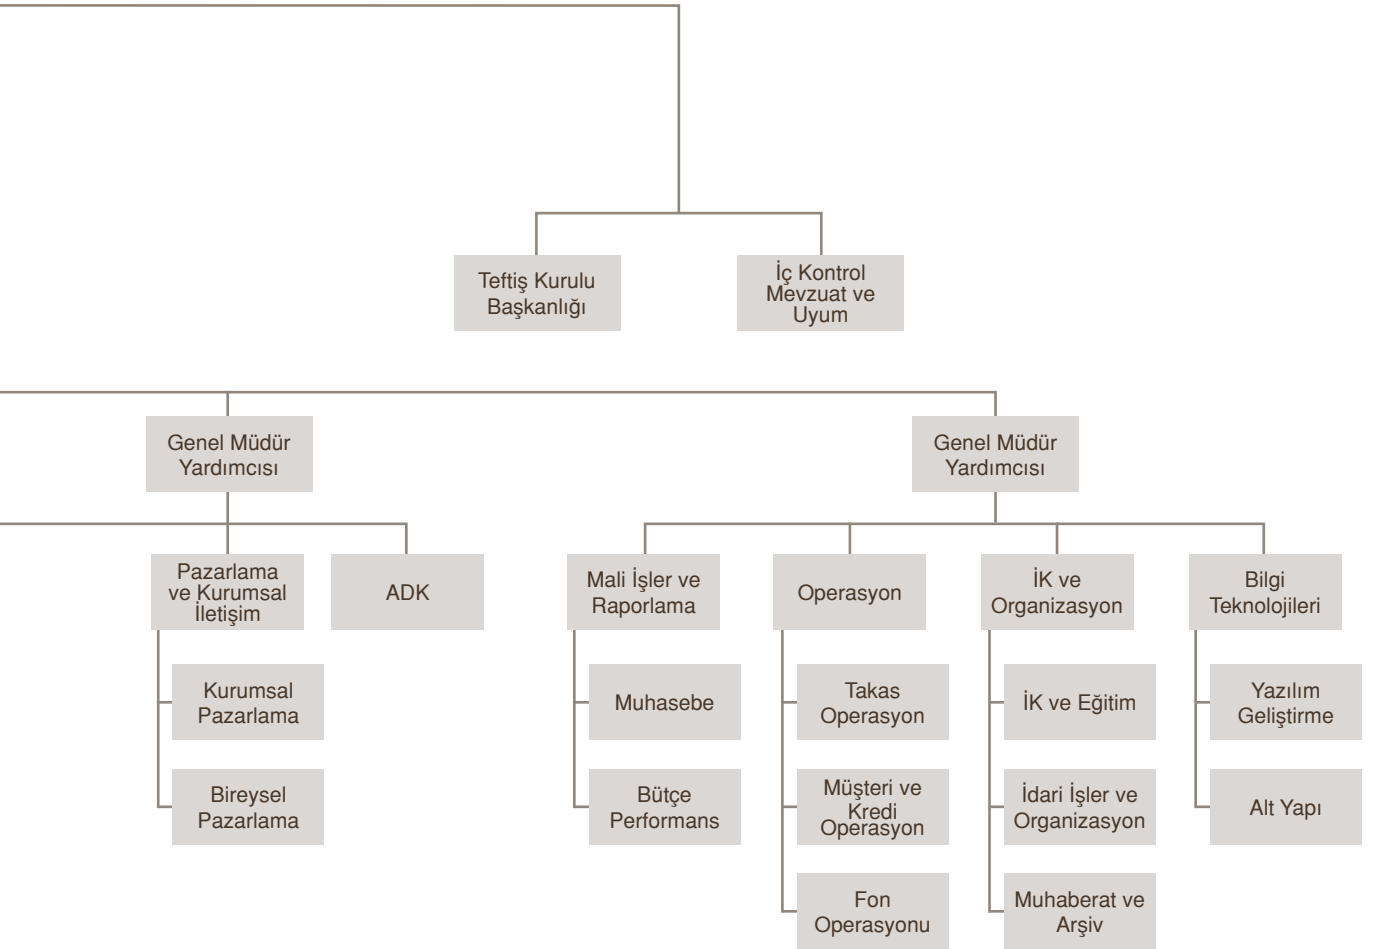 Teftiş Kurulu
Başkanlığı
İç Kontrol
Mevzuat ve
Uyum
Genel Müdür
Yardımcısı
Genel Müdür
Yardımcısı
Pazarlama
ve Kurumsal
İletişim
ADK
Mali İşler ve
Raporlama
Operasyon
İK ve
Organizasyon
Bilgi
Teknolojileri
Kurumsal
Pazarlama
Muhasebe
Takas
Operasyon
İK ve Eğitim
Yazılım
Geliştirme
Bireysel
Pazarlama
Bütçe
Performans
Müşteri ve
Kredi
Operasyon
İdari İşler ve
Organizasyon
Alt Yapı
Fon
Operasyonu
Muhaberat ve
Arşiv